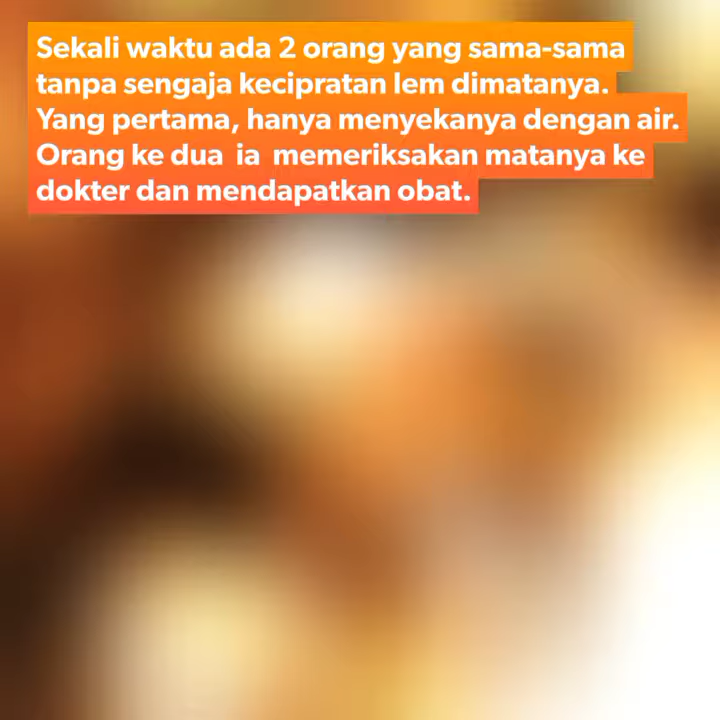 Sekali waktu ada 2 orang yang sama-sama
tanpa sengaja kecipratan lem dimatanya.
Yang pertama, hanya menyekanya dengan air.
Orang ke dua  ia  memeriksakan matanya ke
dokter dan mendapatkan obat.